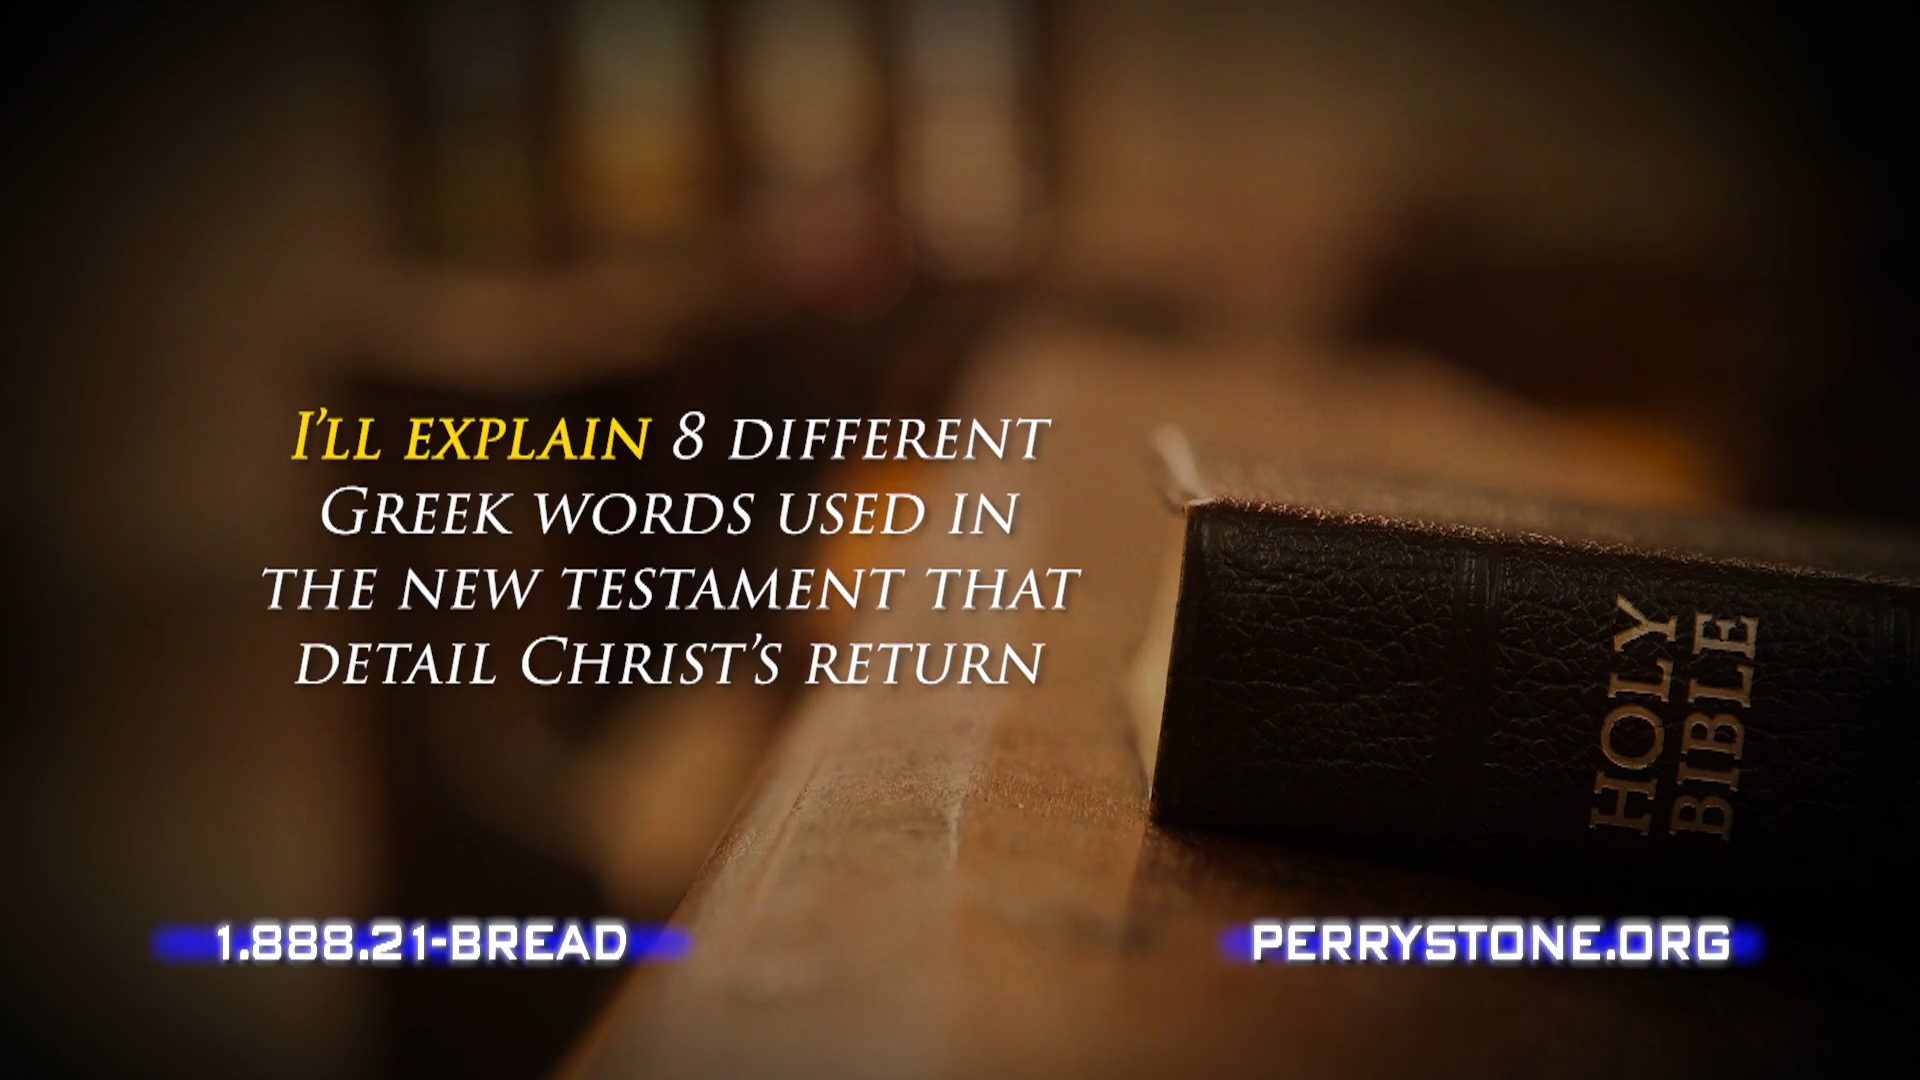 I'LL EXPLAIN 8 DIFFERENT
GREEK WORDS USED IN
THE NEW TESTAMENT THAT
DETAIL CHRIST'S RETURN
HOLY
BIBLE
1.888.21-BREAD
PERRYSTONE.ORG